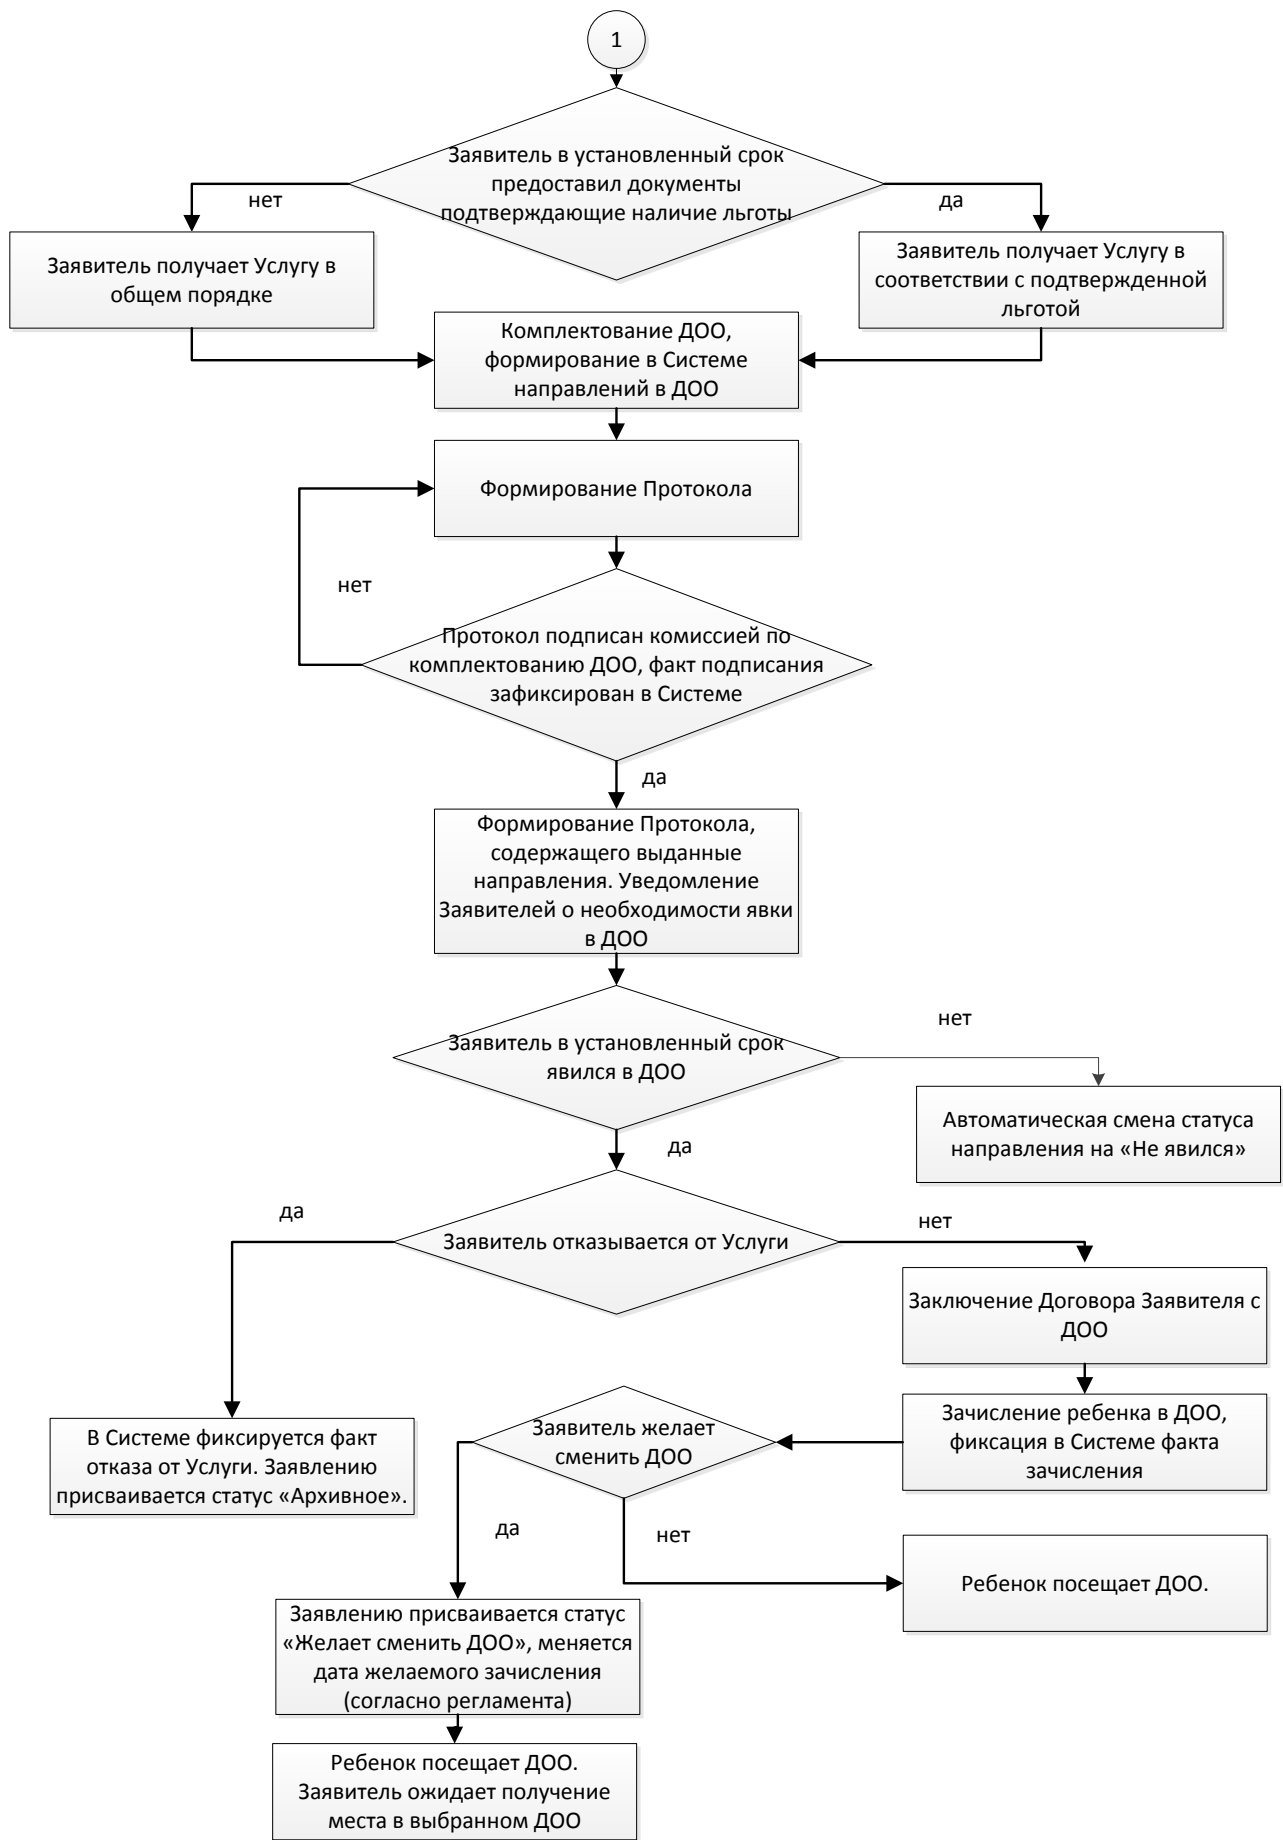 1
Заявитель в установленный срок
предоставил документы
подтверждающие наличие льготы
нет
да
Заявитель получает Услугу в
общем порядке
Заявитель получает Услугу в
соответствии с подтвержденной
льготой
Комплектование ДОО,
формирование в Системе
направлений в ДОО
Формирование Протокола
нет
Протокол подписан комиссией по
комплектованию ДОО, факт подписания
зафиксирован в Системе
да
Формирование Протокола,
содержащего выданные
направления. Уведомление
Заявителей о необходимости явки
в ДОО
нет
Заявитель в установленный срок
явился в ДОО
Автоматическая смена статуса
направления на «Не явился»
да
да
нет
Заявитель отказывается от Услуги
Заключение Договора Заявителя с
ДОО
Зачисление ребенка в ДОО,
фиксация в Системе факта
зачисления
Заявитель желает
сменить ДОО
В Системе фиксируется факт
отказа от Услуги. Заявлению
присваивается статус «Архивное».
да
нет
Ребенок посещает ДОО.
Заявлению присваивается статус
«Желает сменить ДОО», меняется
дата желаемого зачисления
(согласно регламента)
Ребенок посещает ДОО.
Заявитель ожидает получение
места в выбранном ДОО